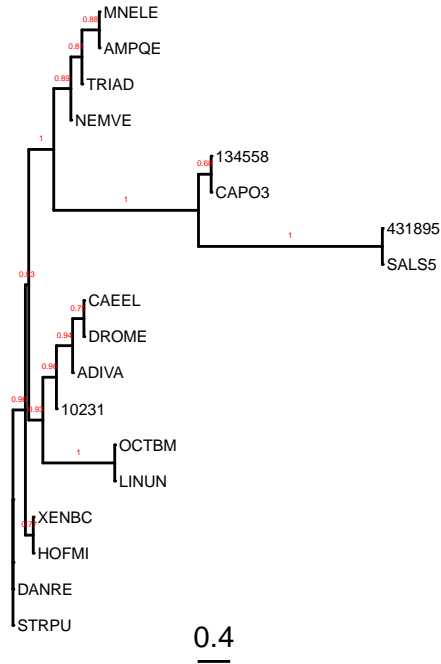 MNELE
0.88
AMPQE
TRIAD
0.89
NEMVE
1
134558
CAPO3
1
431895
1
SALS5
CAEEL
DROME
0.94
ADIVA
0.96
10231
0.93
OCTBM
1
LINUN
XENBC
HOFMI
DANRE
STRPU
0.4